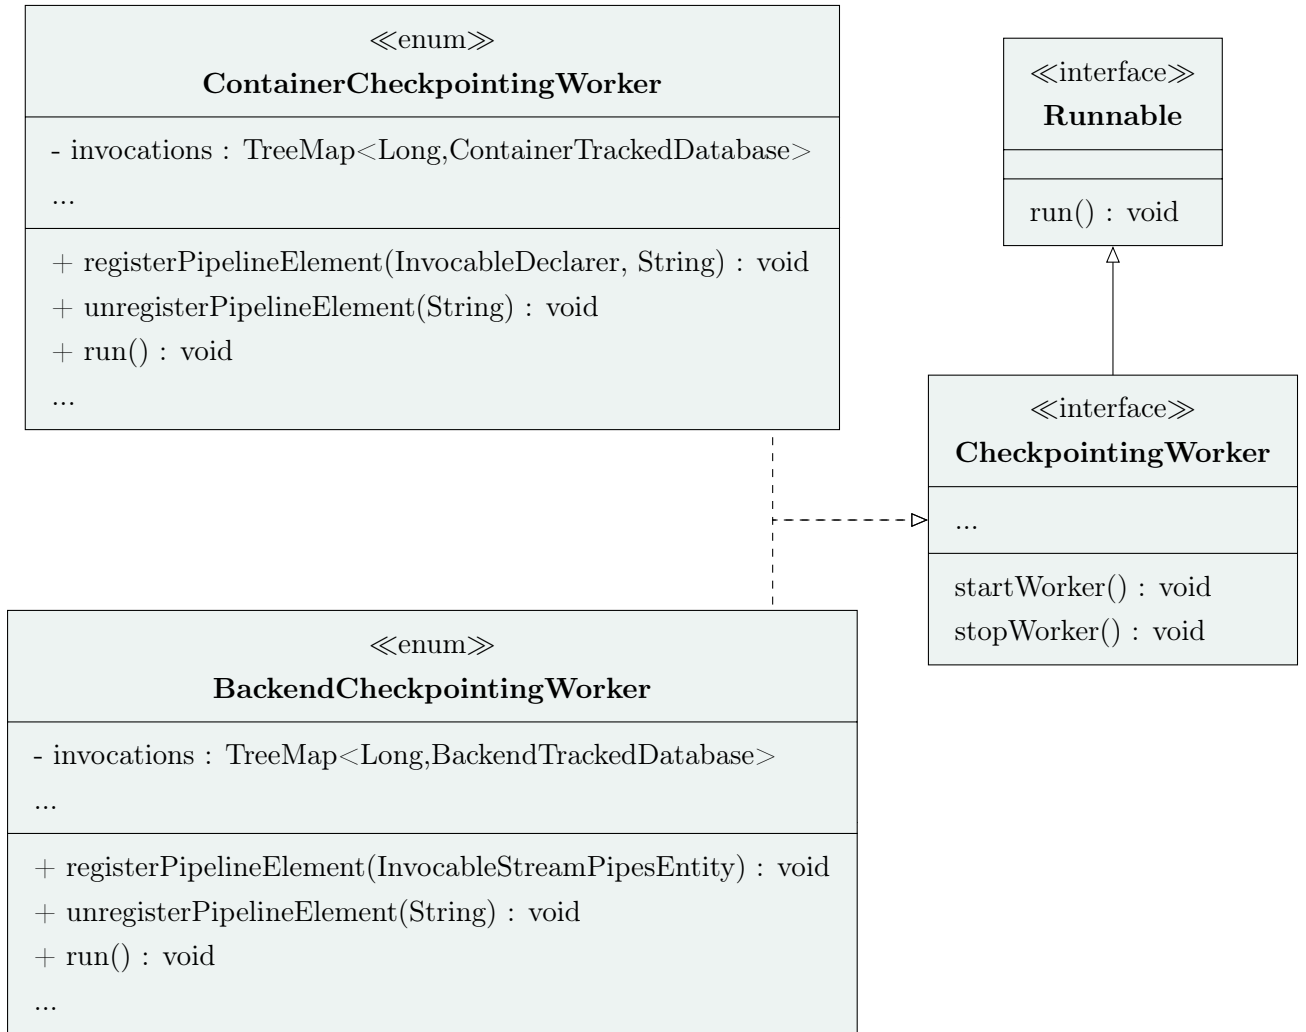 ≪enum≫
ContainerCheckpointingWorker
- invocations : TreeMap<Long,ContainerTrackedDatabase>
...
+ registerPipelineElement(InvocableDeclarer, String) : void
+ unregisterPipelineElement(String) : void
+ run() : void
...
≪interface≫
Runnable
run() : void
≪interface≫
CheckpointingWorker
...
startWorker() : void
stopWorker() : void
≪enum≫
BackendCheckpointingWorker
- invocations : TreeMap<Long,BackendTrackedDatabase>
...
+ registerPipelineElement(InvocableStreamPipesEntity) : void
+ unregisterPipelineElement(String) : void
+ run() : void
...